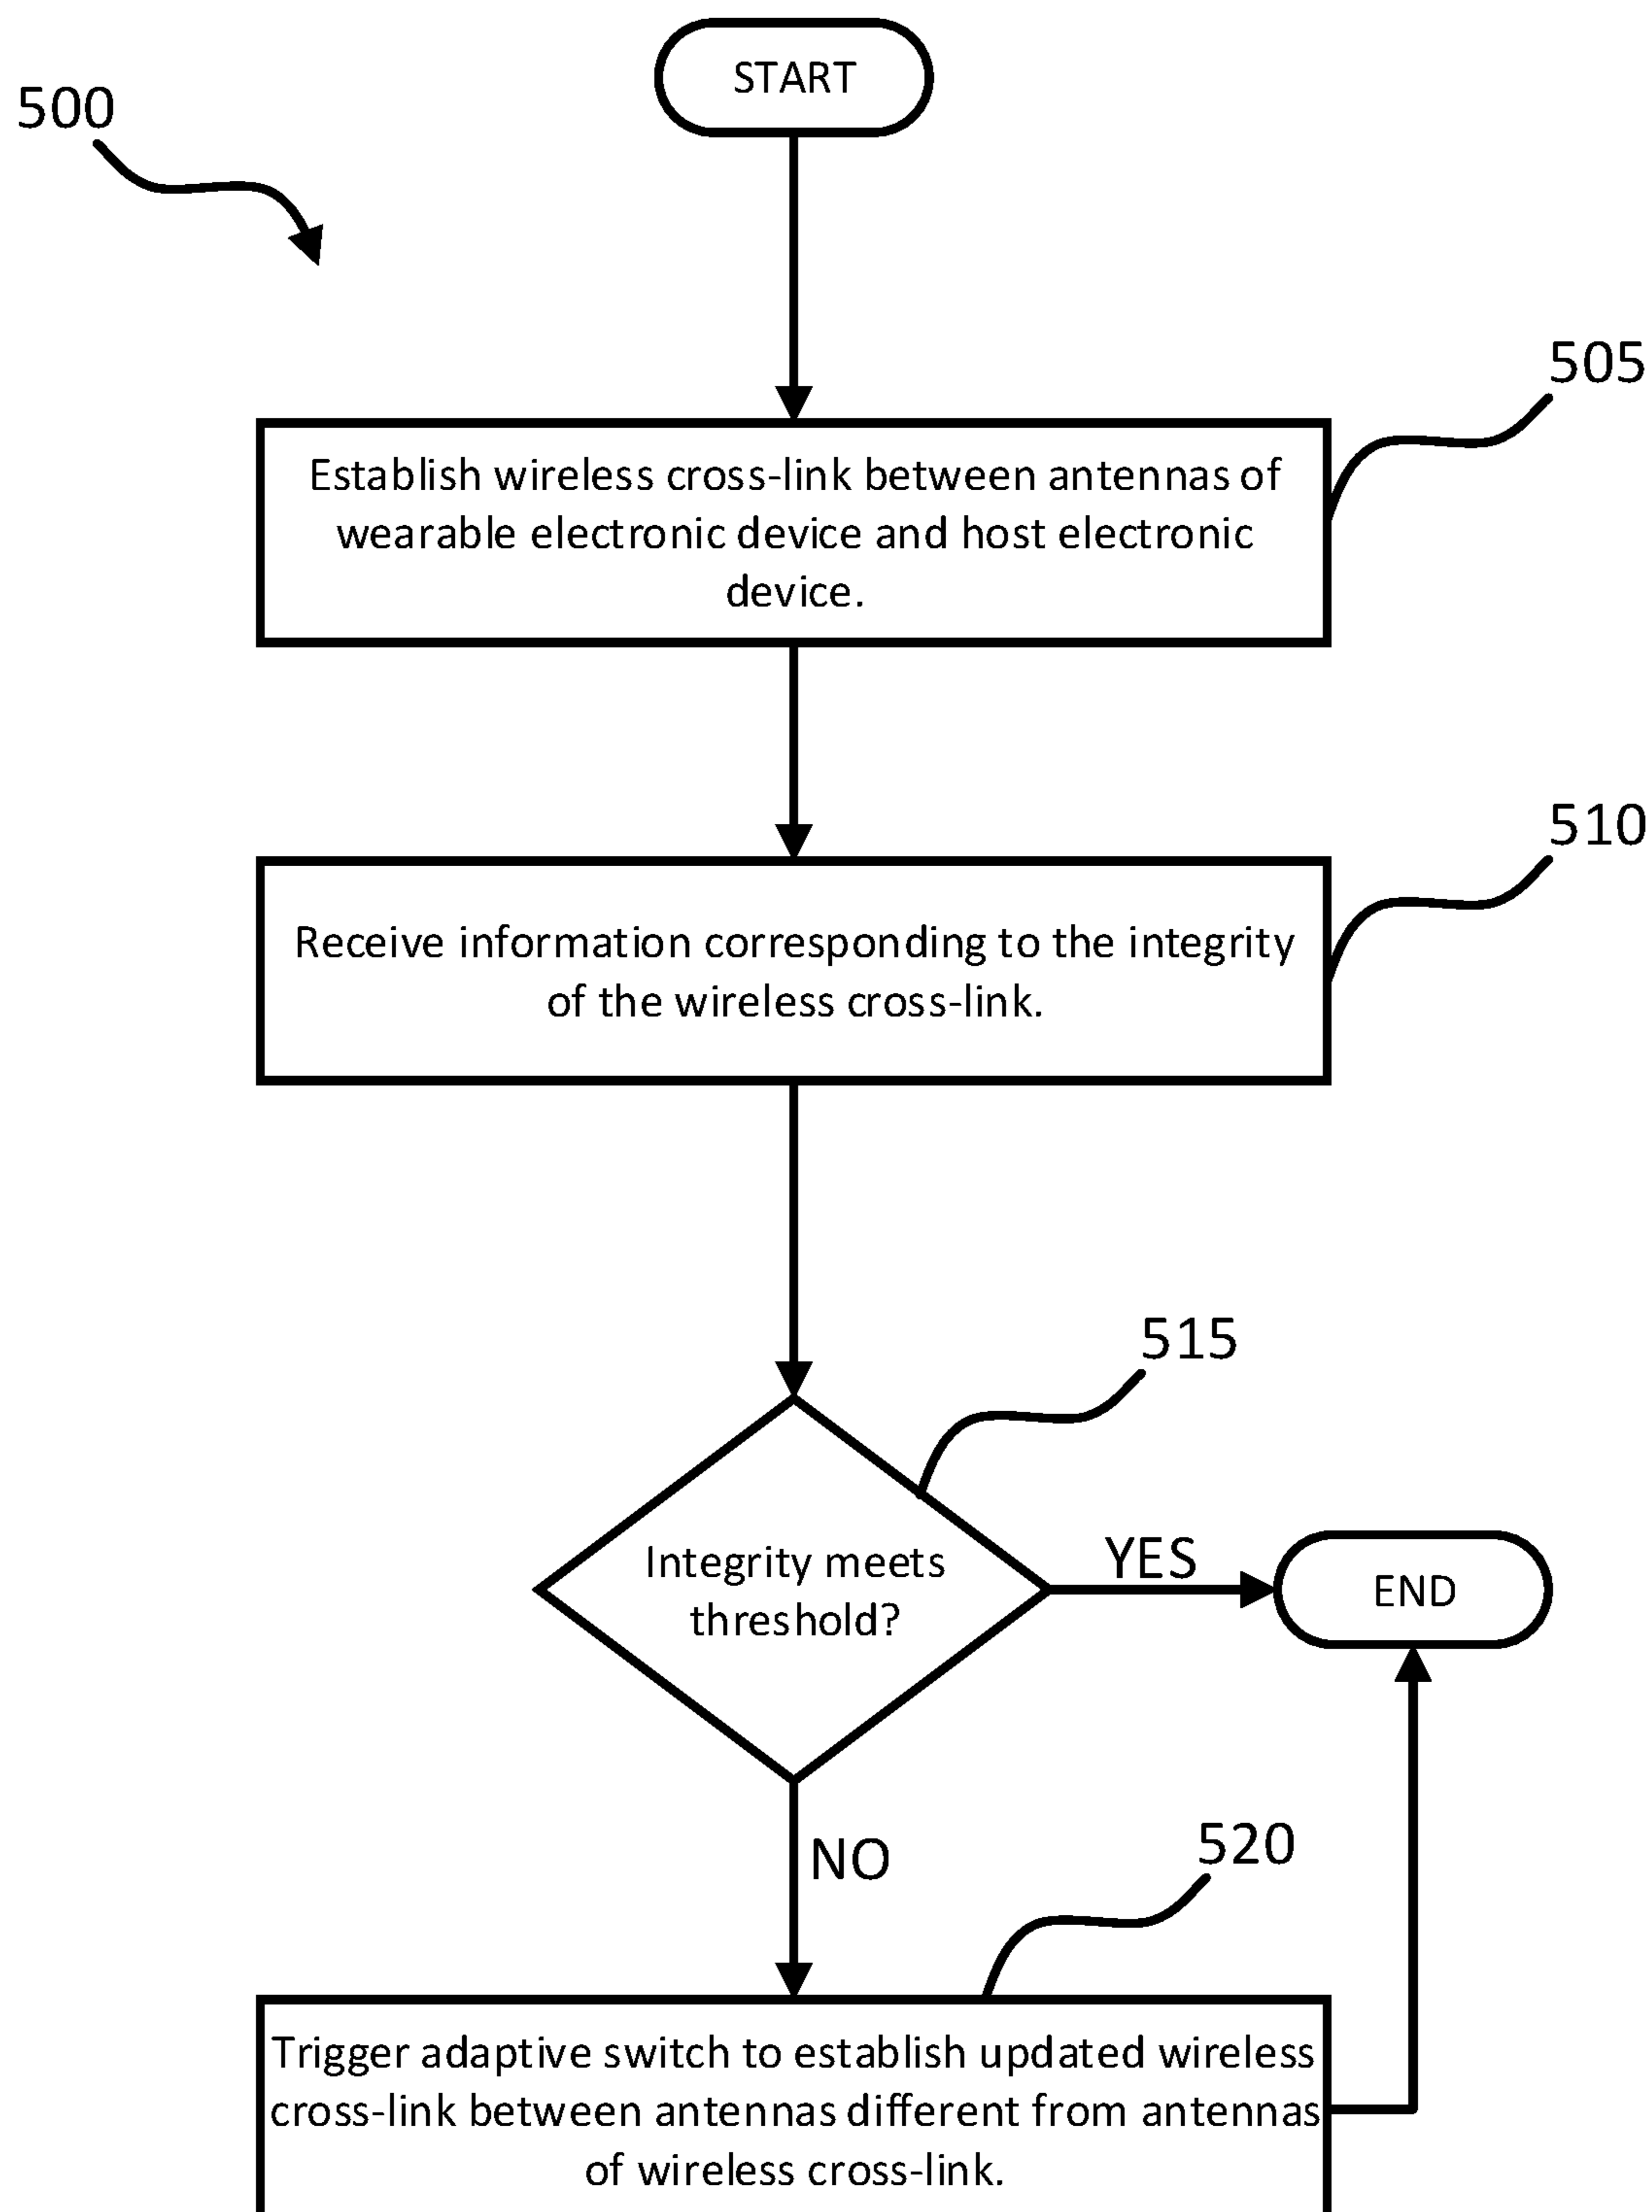 START
500
505
Establish wireless cross-link between antennas of
wearable electronic device and host electronic
device.
510
Receive information corresponding to the integrity
of the wireless cross-link.
515
Integrity meets
threshold?
YES
END
NO
520
Trigger adaptive switch to establish updated wireless
cross-link between antennas different from antennas
of wireless cross-link.